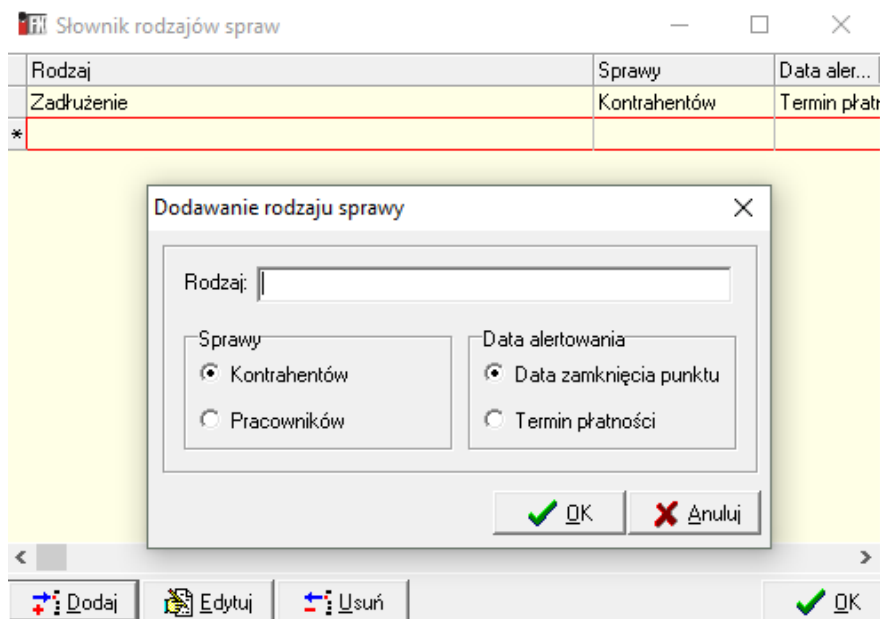 Słownik rodzajów spraw
Rodzaj Sprawy Data aler...
Zadłużenie Kontrahentów Termin płatr
*
Dodawanie rodzaju sprawy
Rodzaj:
Sprawy Data alertowania
Kontrahentów Data zamknięcia punktu
Pracowników Termin płatności
OK Anuluj
Dodaj Edytuj Usuń OK